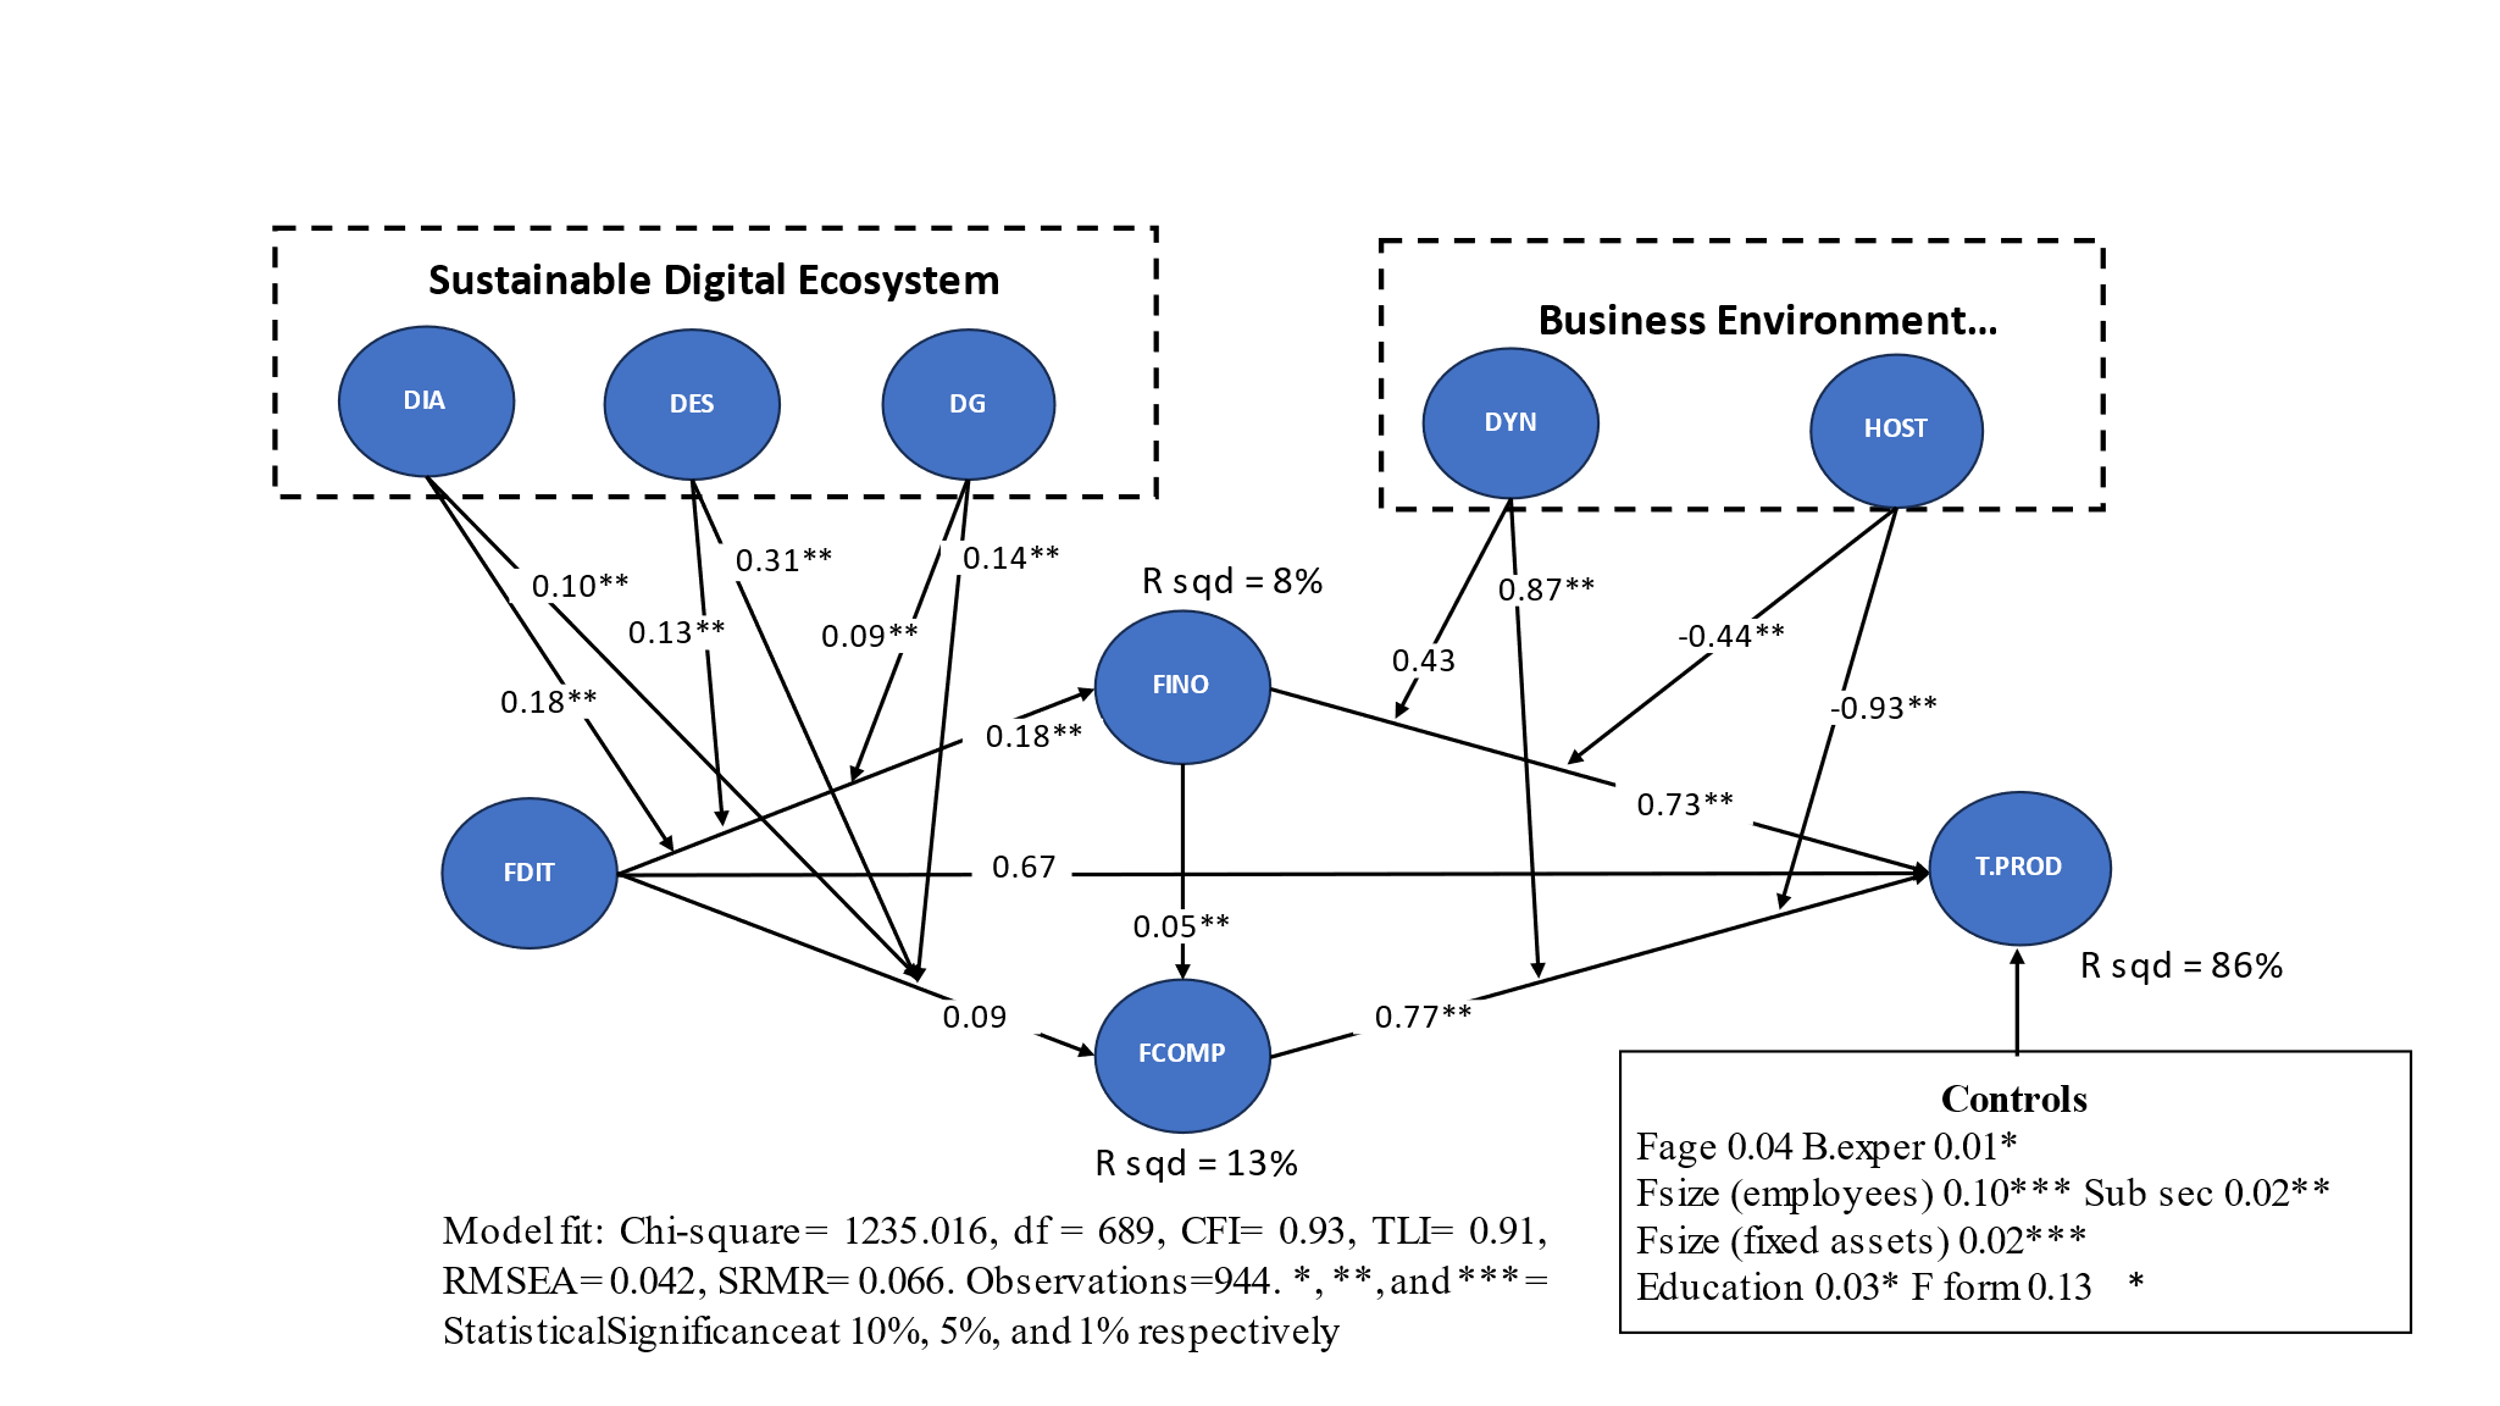 Sustainable Digital Ecosystem
Business Environment...
DIA
DES
DG
DYN
HOST
0.31**
0.14**
0.10**
R sqd = 8%
0.87**
0.13**
0.09**
-0.44**
0.43
FINO
0.18**
-0.93**
0.18**
0.73**
FDIT
0.67
T.PROD
0.05**
R sqd = 86%
0.09
0.77**
FCOMP
R sqd = 13%
Controls
Fage 0.04 B.exper 0.01*
Fsize (employees) 0.10*** Sub sec 0.02**
Fsize (fixed assets) 0.02***
Education 0.03* F form 0.13 *
Model fit: Chi-square= 1235.016, df = 689, CFI= 0.93, TLI= 0.91,
RMSEA= 0.042, SRMR= 0.066. Observations=944. *, **, and ***=
StatisticalSignificanceat 10%, 5%, and 1% respectively